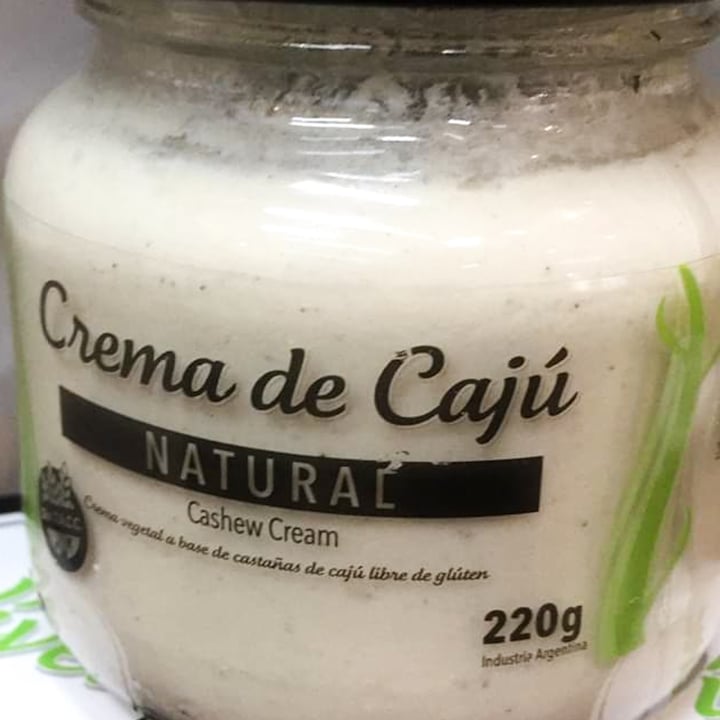 Crema de Cajú
NATURAL
Cashew Cream
Crema vegetal a base de castañas de cajú libre de glúten
220g
Industria Argentina